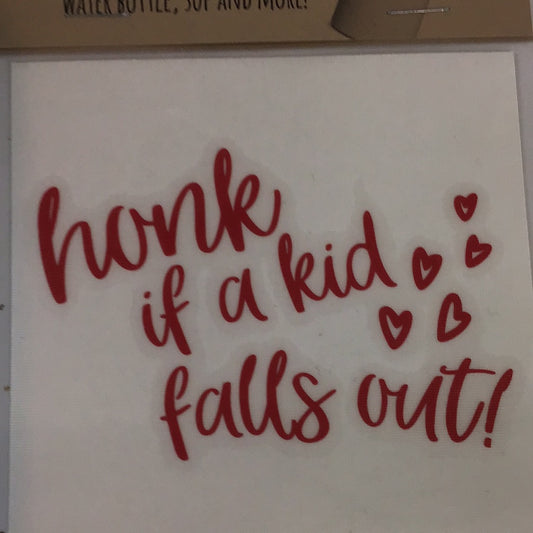 WATER BOTTLE, SUP AND MORE!
honk
if a kid
falls out!